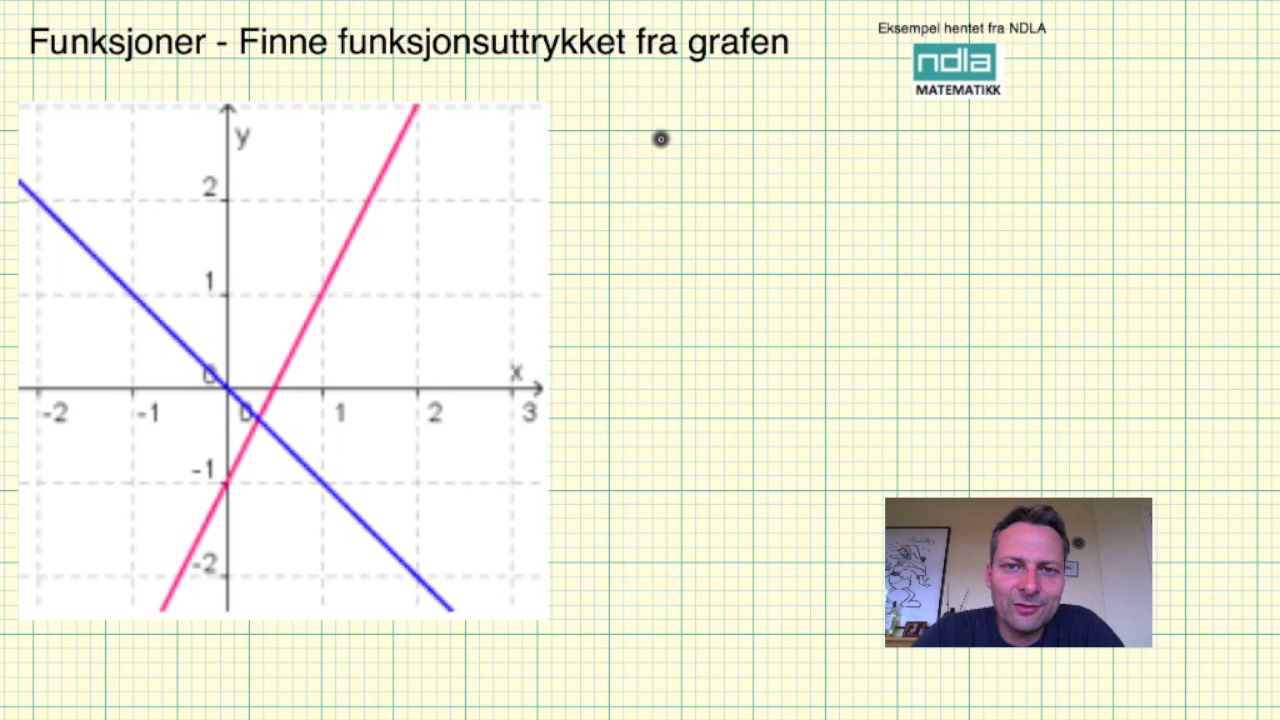 Funksjoner - Finne funksjonsuttrykket fra grafen
Eksempel hentet fra NDLA
ndla
MATEMATIKK
y
2
1
0
x
-2 -1 0 1 2 3
-1
-2